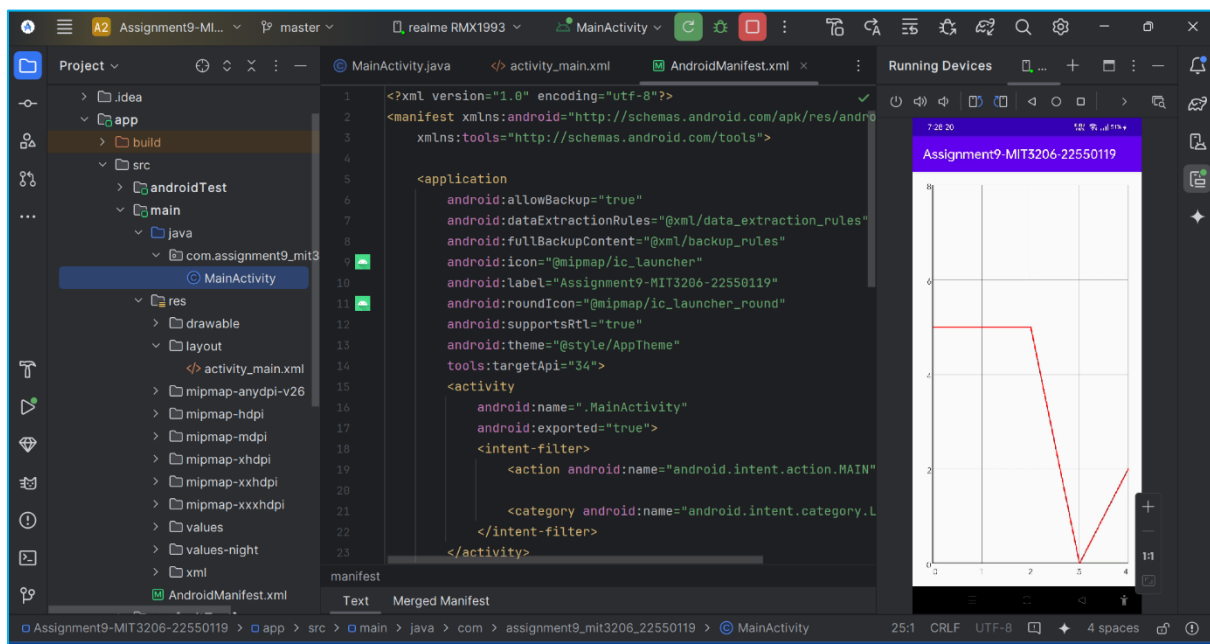 A2 Assignment9-MI... master realme RMX1993 MainActivity
Project
.idea
app
build
src
androidTest
main
java
com.assignment9_mit3
MainActivity
res
drawable
layout
</> activity_main.xml
mipmap-anydpi-v26
mipmap-hdpi
mipmap-mdpi
mipmap-xhdpi
mipmap-xxhdpi
mipmap-xxxhdpi
values
values-night
xml
AndroidManifest.xml
MainActivity.java </> activity_main.xml AndroidManifest.xml
1 <?xml version="1.0" encoding="utf-8"?>
2 <manifest xmlns:android="http://schemas.android.com/apk/res/andro
3 xmlns:tools="http://schemas.android.com/tools">
4
5 <application
6 android:allowBackup="true"
7 android:dataExtractionRules="@xml/data_extraction_rules"
8 android:fullBackupContent="@xml/backup_rules"
9 android:icon="@mipmap/ic_launcher"
10 android:label="Assignment9-MIT3206-22550119"
11 android:roundIcon="@mipmap/ic_launcher_round"
12 android:supportsRtl="true"
13 android:theme="@style/AppTheme"
14 tools:targetApi="34">
15 <activity
16 android:name=".MainActivity"
17 android:exported="true">
18 <intent-filter>
19 <action android:name="android.intent.action.MAIN"
20
21 <category android:name="android.intent.category.L
22 </intent-filter>
23 </activity>
manifest
Text Merged Manifest
Running Devices
7:28 20
Assignment9-MIT3206-22550119
8
6
4
2
0
0 1 2 3 4
1:1
Assignment9-MIT3206-22550119 > app > src > main > java > com > assignment9_mit3206_22550119 > MainActivity 25:1 CRLF UTF-8 4 spaces